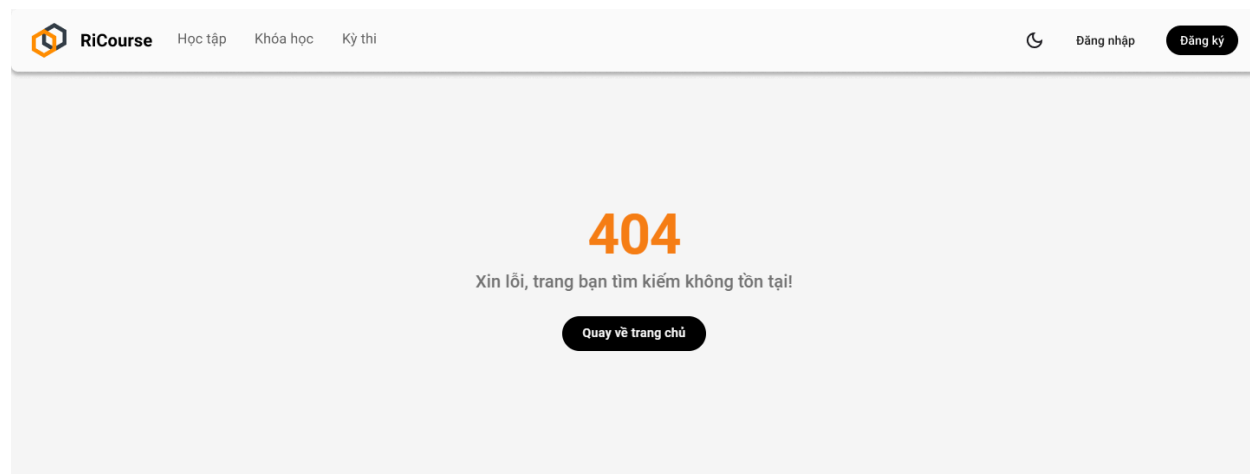 RiCourse Học tập Khóa học Kỳ thi Đăng nhập Đăng ký
404
Xin lỗi, trang bạn tìm kiếm không tồn tại!
Quay về trang chủ